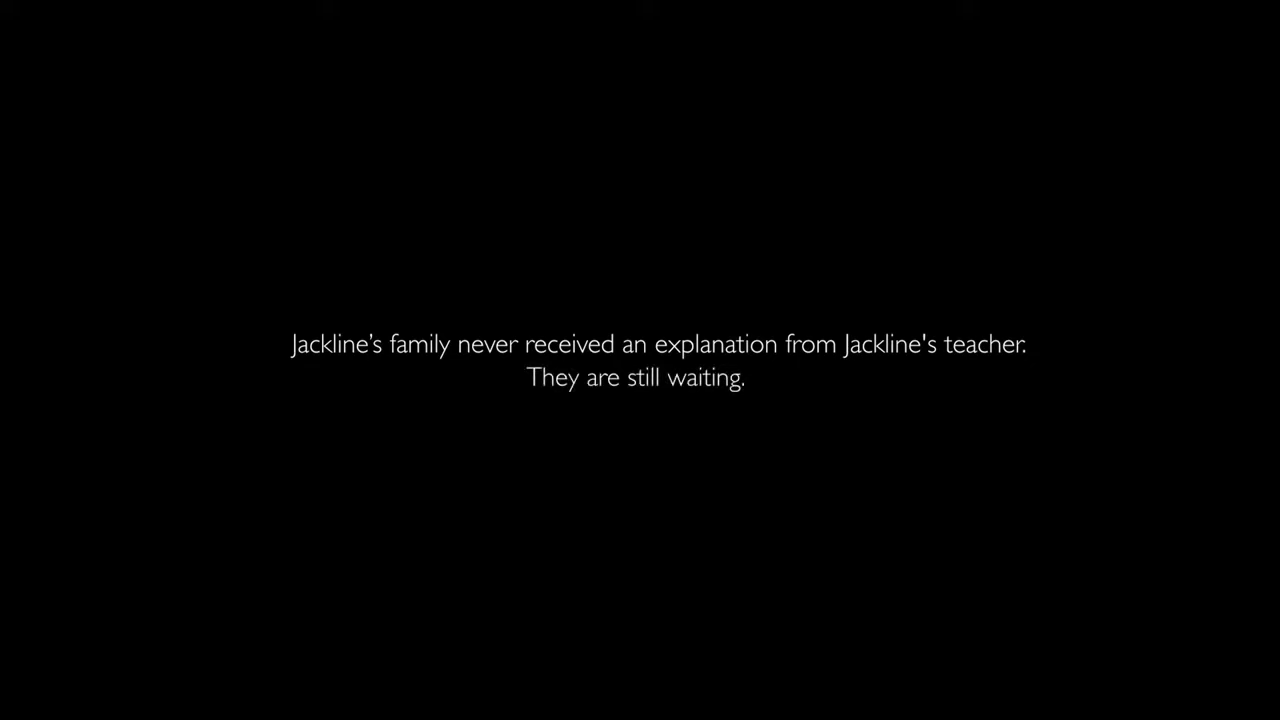 Jackline’s family never received an explanation from Jackline's teacher.
They are still waiting.